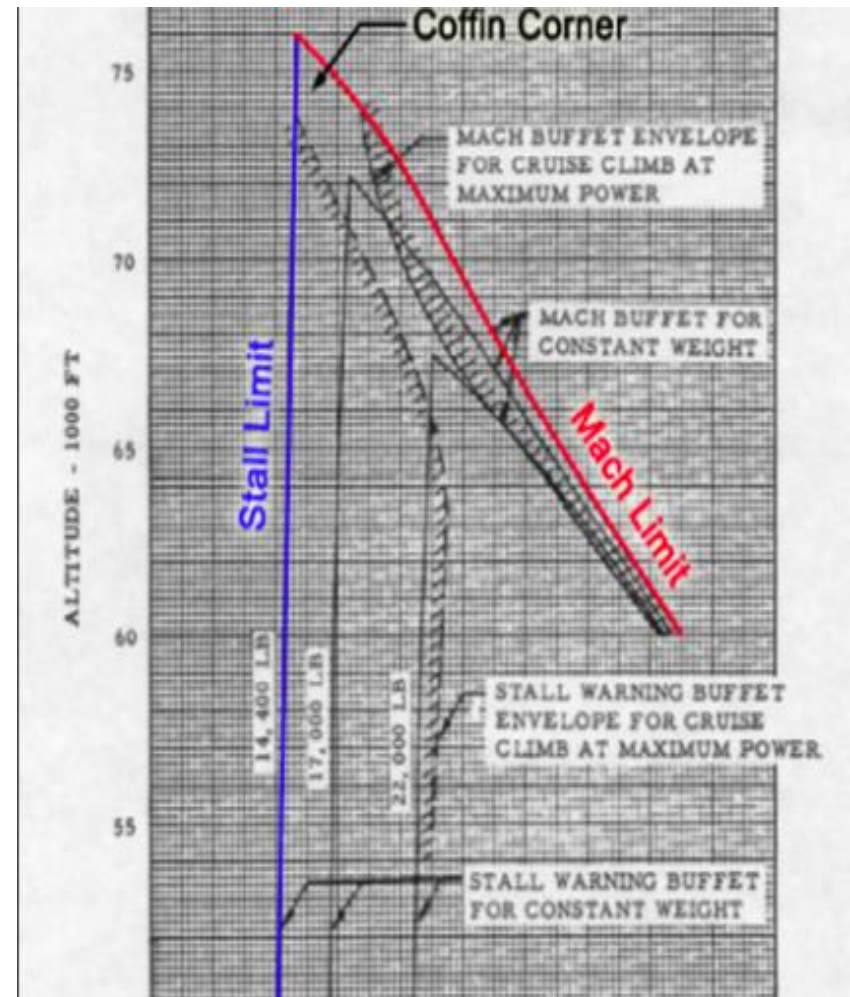 Coffin Corner
75
MACH BUFFET ENVELOPE
FOR CRUISE CLIMB AT
MAXIMUM POWER
70
MACH BUFFET FOR
CONSTANT WEIGHT
Stall Limit
ALTITUDE - 1000 FT
65
Mach Limit
60
14,400 LB
17,000 LB
22,000 LB
STALL WARNING BUFFET
ENVELOPE FOR CRUISE
CLIMB AT MAXIMUM POWER
55
STALL WARNING BUFFET
FOR CONSTANT WEIGHT